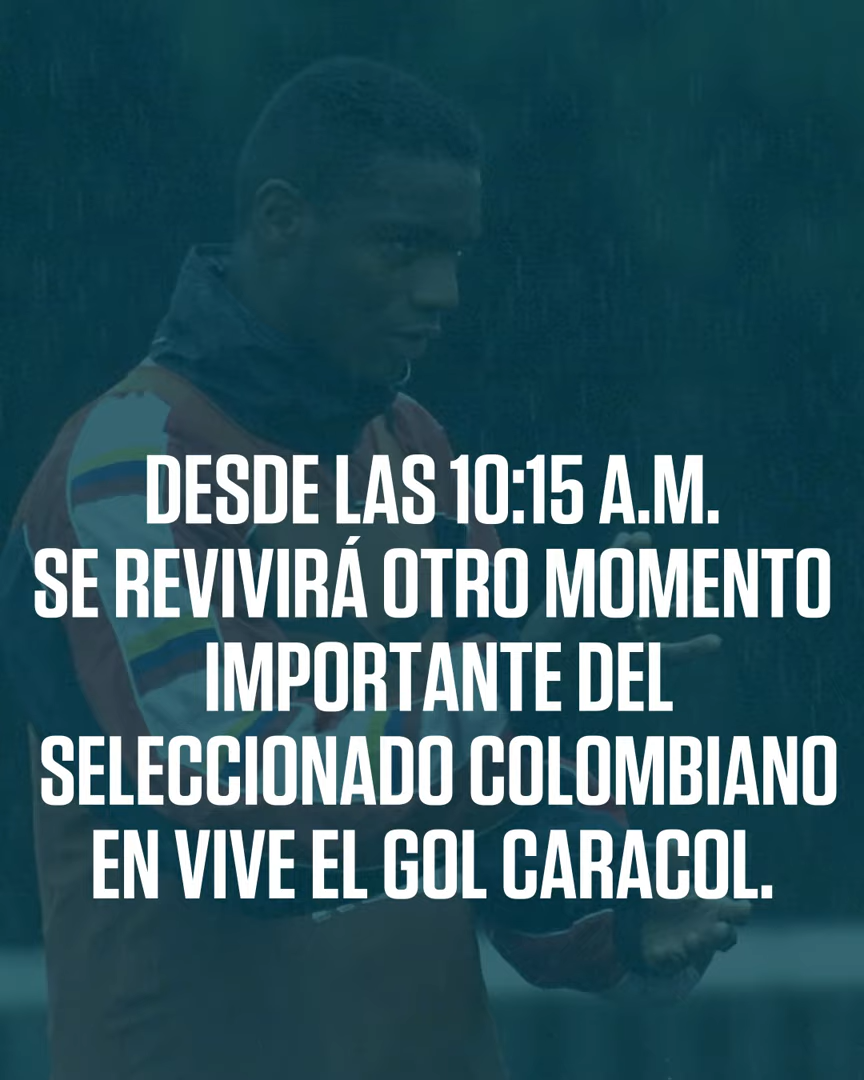 DESDE LAS 10:15 A.M.
SE REVIVIRÁ OTRO MOMENTO
IMPORTANTE DEL
SELECCIONADO COLOMBIANO
EN VIVE EL GOL CARACOL.